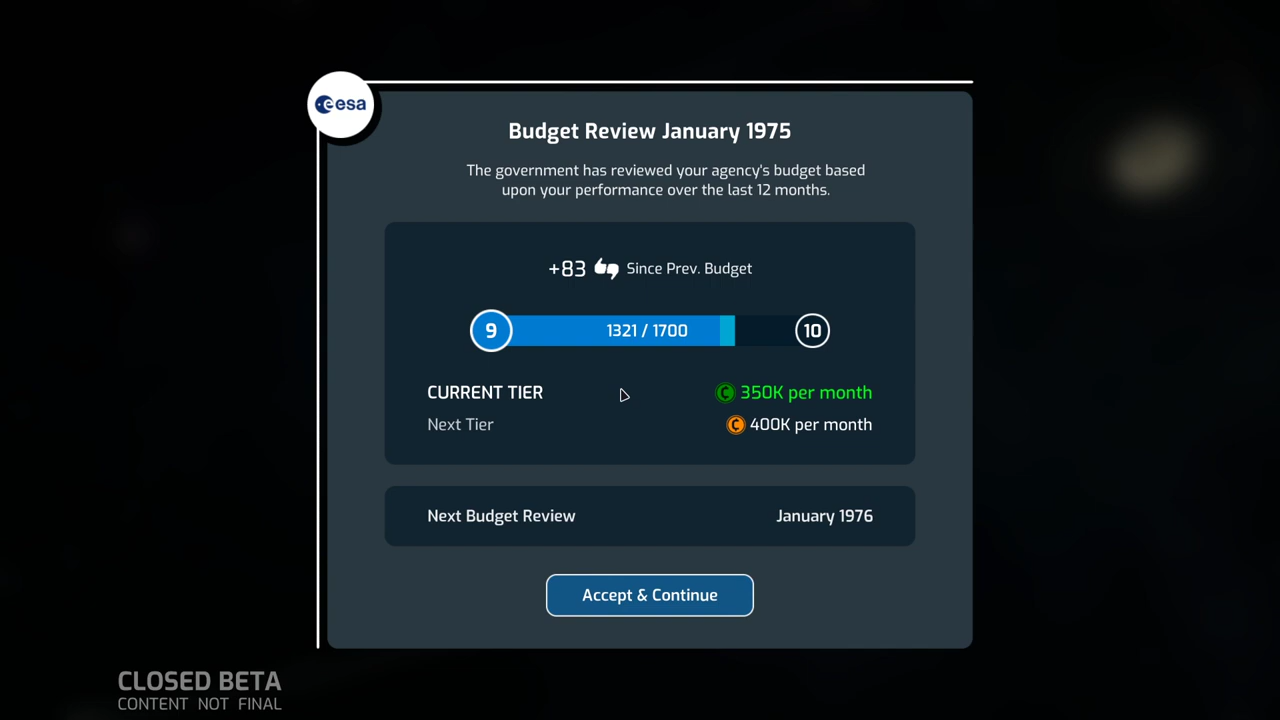 eesa
Budget Review January 1975
The government has reviewed your agency's budget based
upon your performance over the last 12 months.
+83 Since Prev. Budget
9 1321 / 1700 10
CURRENT TIER C 350K per month
Next Tier C 400K per month
Next Budget Review January 1976
Accept & Continue
CLOSED BETA
CONTENT NOT FINAL